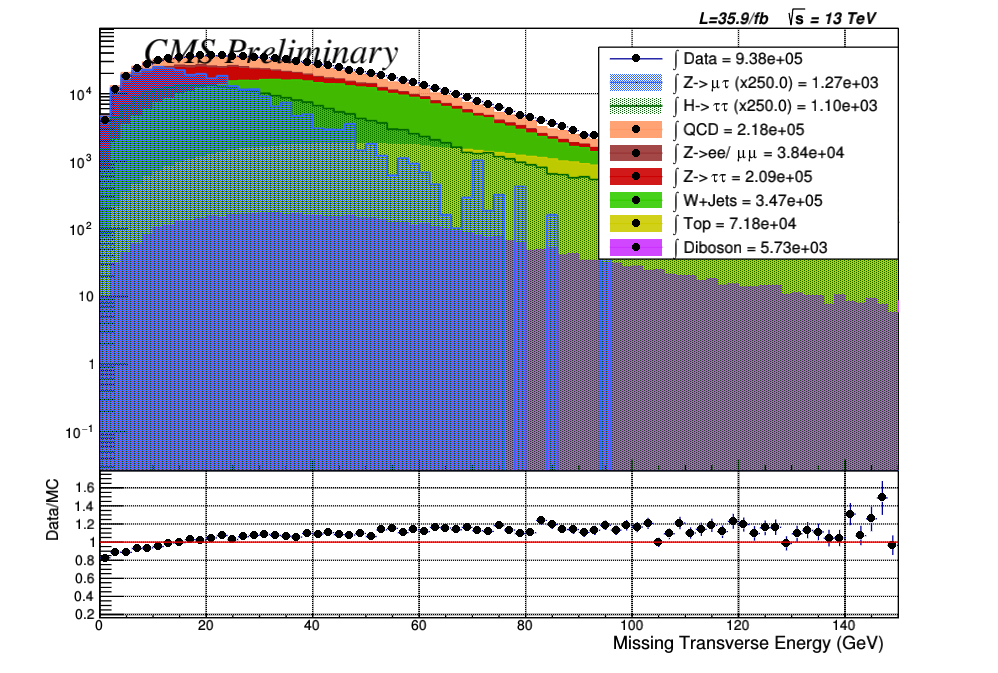 L=35.9/fb √s = 13 TeV
CMS Preliminary
∫ Data = 9.38e+05
∫ Z->μτ (x250.0) = 1.27e+03
∫ H->ττ (x250.0) = 1.10e+03
∫ QCD = 2.18e+05
∫ Z->ee/ μμ = 3.84e+04
∫ Z->ττ = 2.09e+05
∫ W+Jets = 3.47e+05
∫ Top = 7.18e+04
∫ Diboson = 5.73e+03
10⁴
10³
10²
10
1
10⁻¹
Data/MC
1.6
1.4
1.2
1
0.8
0.6
0.4
0.2
0 20 40 60 80 100 120 140
Missing Transverse Energy (GeV)